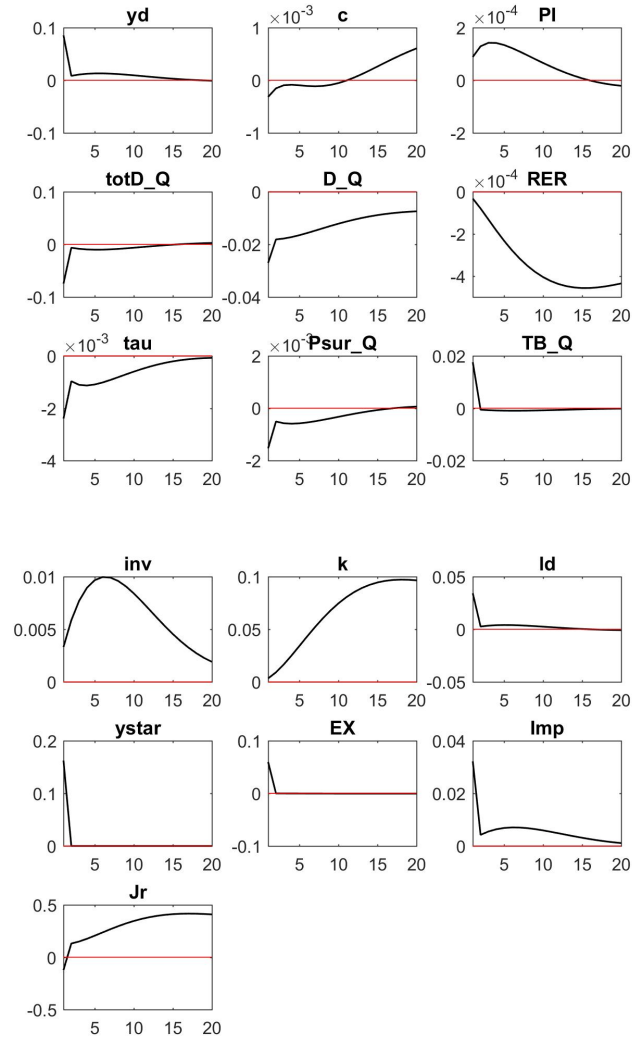 yd c PI
0.1 ×10⁻³ 1 2 ×10⁻⁴
0 0 0
-0.1 -1 -2
5 10 15 20 5 10 15 20 5 10 15 20
totD_Q D_Q RER
0.1 0 0 ×10⁻⁴
0 -0.02 -2
-0.1 -0.04 -4
5 10 15 20 5 10 15 20 5 10 15 20
×10⁻³ tau ×10⁻³ Psur_Q TB_Q
0 2 0.02
-2 0 0
-4 -2 -0.02
5 10 15 20 5 10 15 20 5 10 15 20
inv k ld
0.01 0.1 0.05
0.005 0.05 0
0 0 -0.05
5 10 15 20 5 10 15 20 5 10 15 20
ystar EX Imp
0.2 0.1 0.04
0.1 0 0.02
0 -0.1 0
5 10 15 20 5 10 15 20 5 10 15 20
Jr
0.5
0
-0.5
5 10 15 20